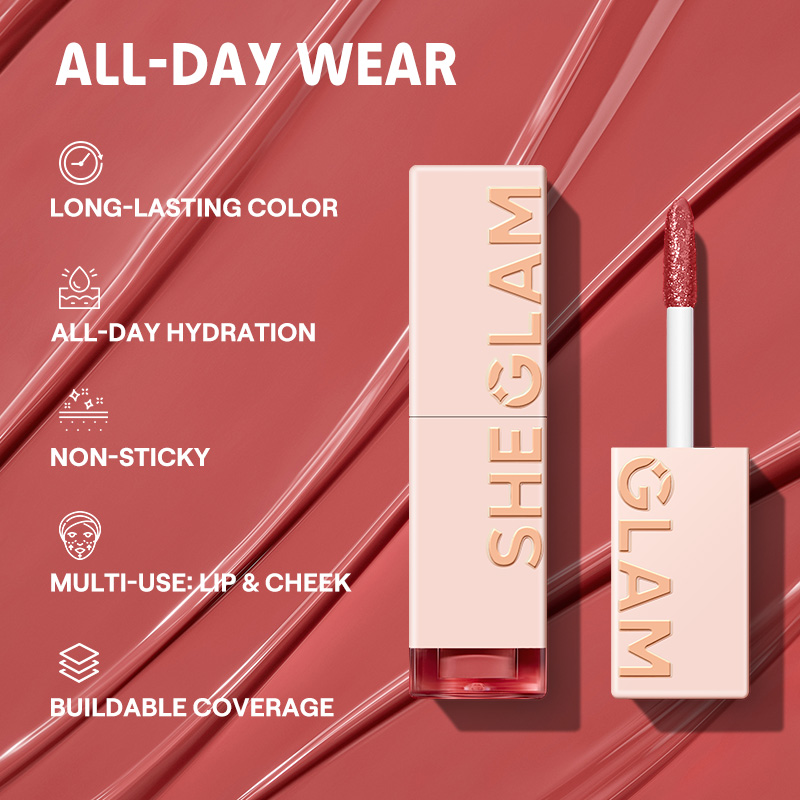 ALL-DAY WEAR
LONG-LASTING COLOR
ALL-DAY HYDRATION
NON-STICKY
MULTI-USE: LIP & CHEEK
BUILDABLE COVERAGE
SHEGLAM
GLAM